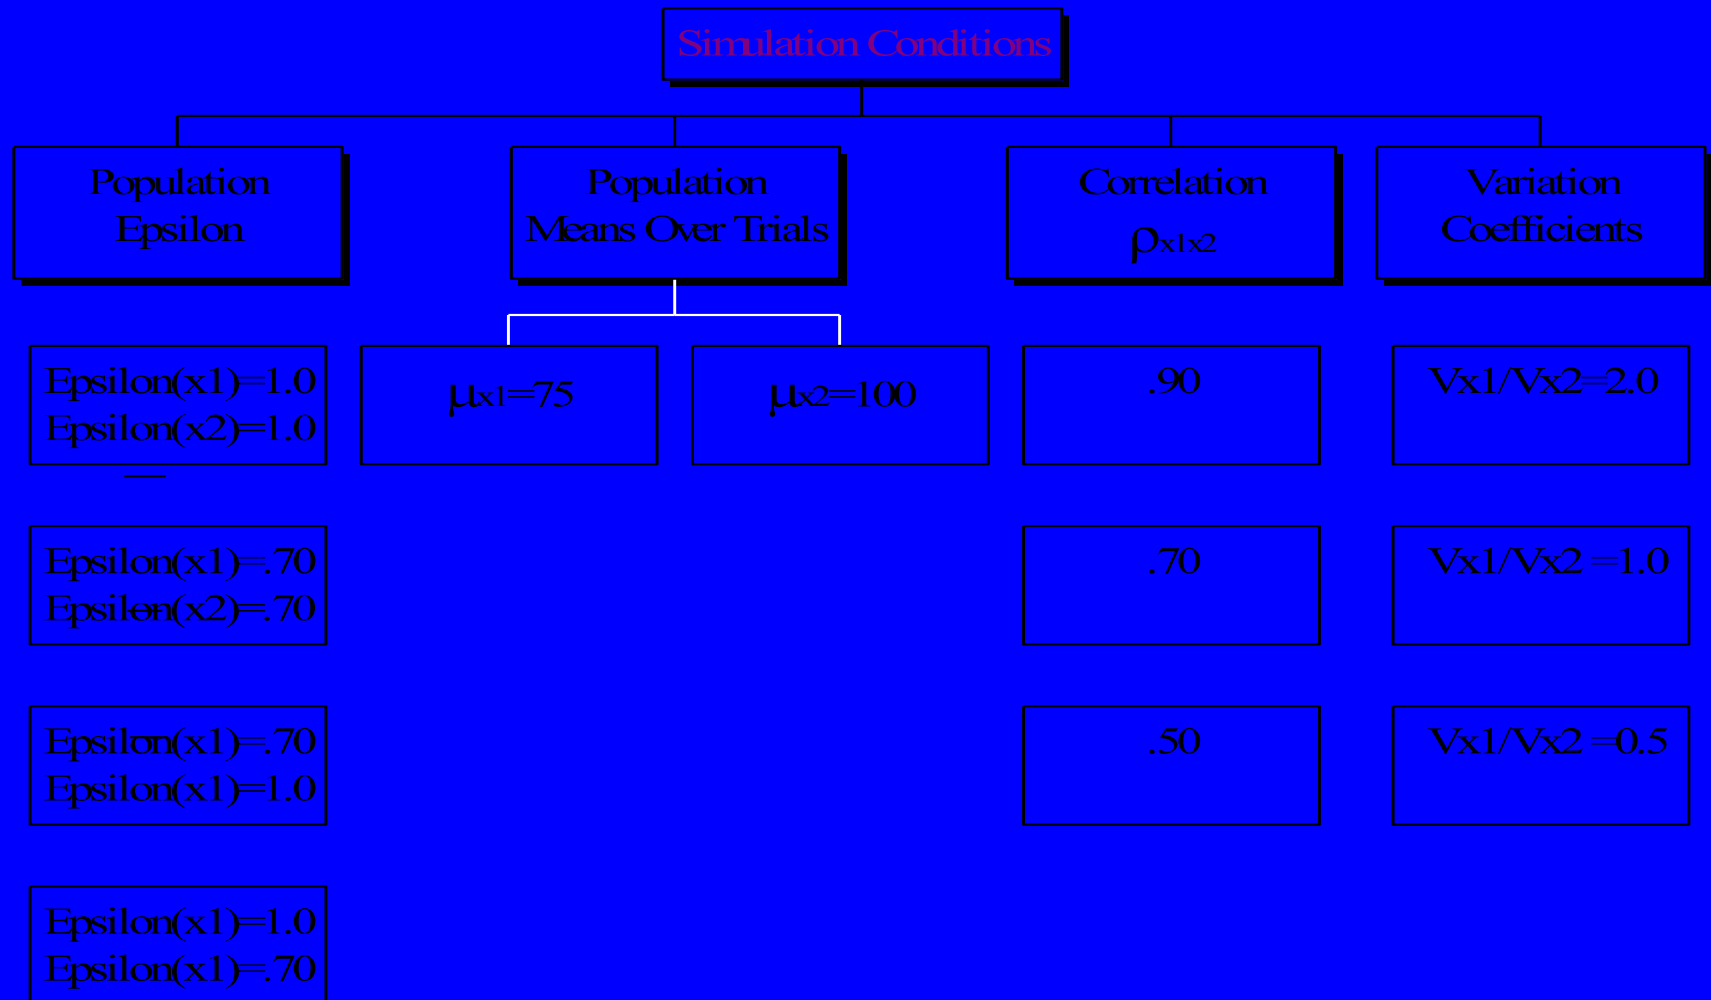 Simulation Conditions
Population
Epsilon
Population
Means Over Trials
Correlation
ρx1x2
Variation
Coefficients
Epsilon(x1)=1.0
Epsilon(x2)=1.0
μx1=75
μx2=100
.90
Vx1/Vx2=2.0
Epsilon(x1)=.70
Epsilon(x2)=.70
.70
Vx1/Vx2 =1.0
Epsilon(x1)=.70
Epsilon(x1)=1.0
.50
Vx1/Vx2 =0.5
Epsilon(x1)=1.0
Epsilon(x1)=.70